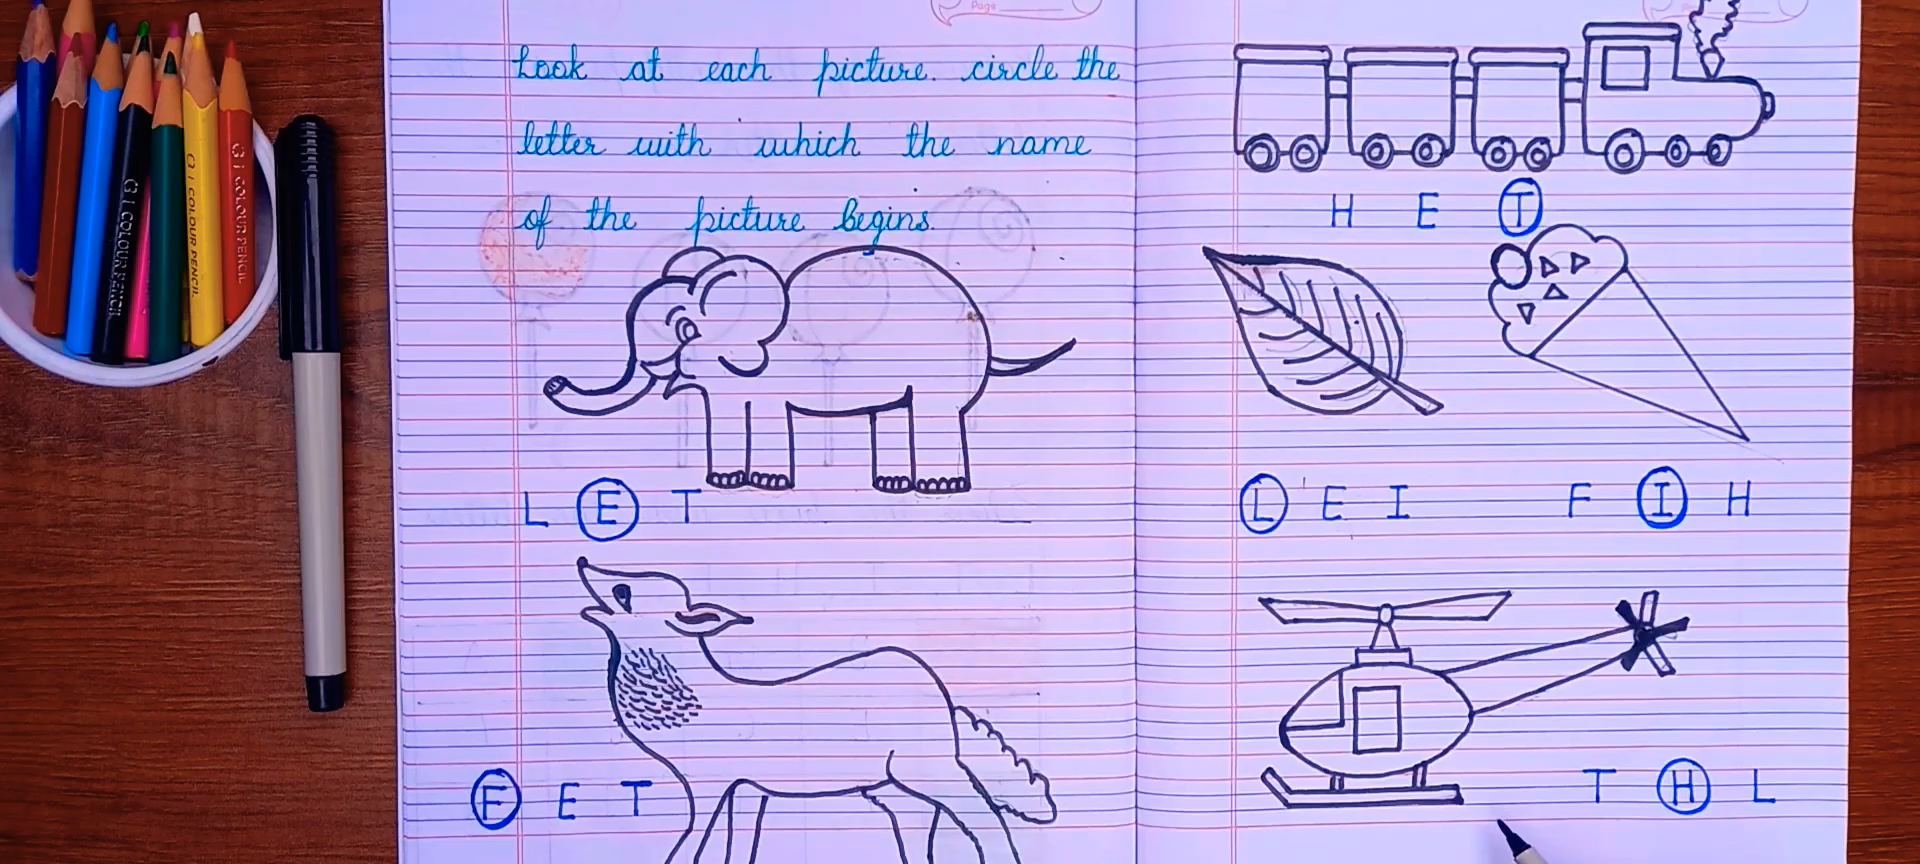 Look at each picture. circle the
letter with which the name
of the picture begins.
L E T
F E T
Page
H E T
L E I
F I H
T H L
G | COLOUR PENCIL
G | COLOUR PENCIL
G | COLOUR PENCIL